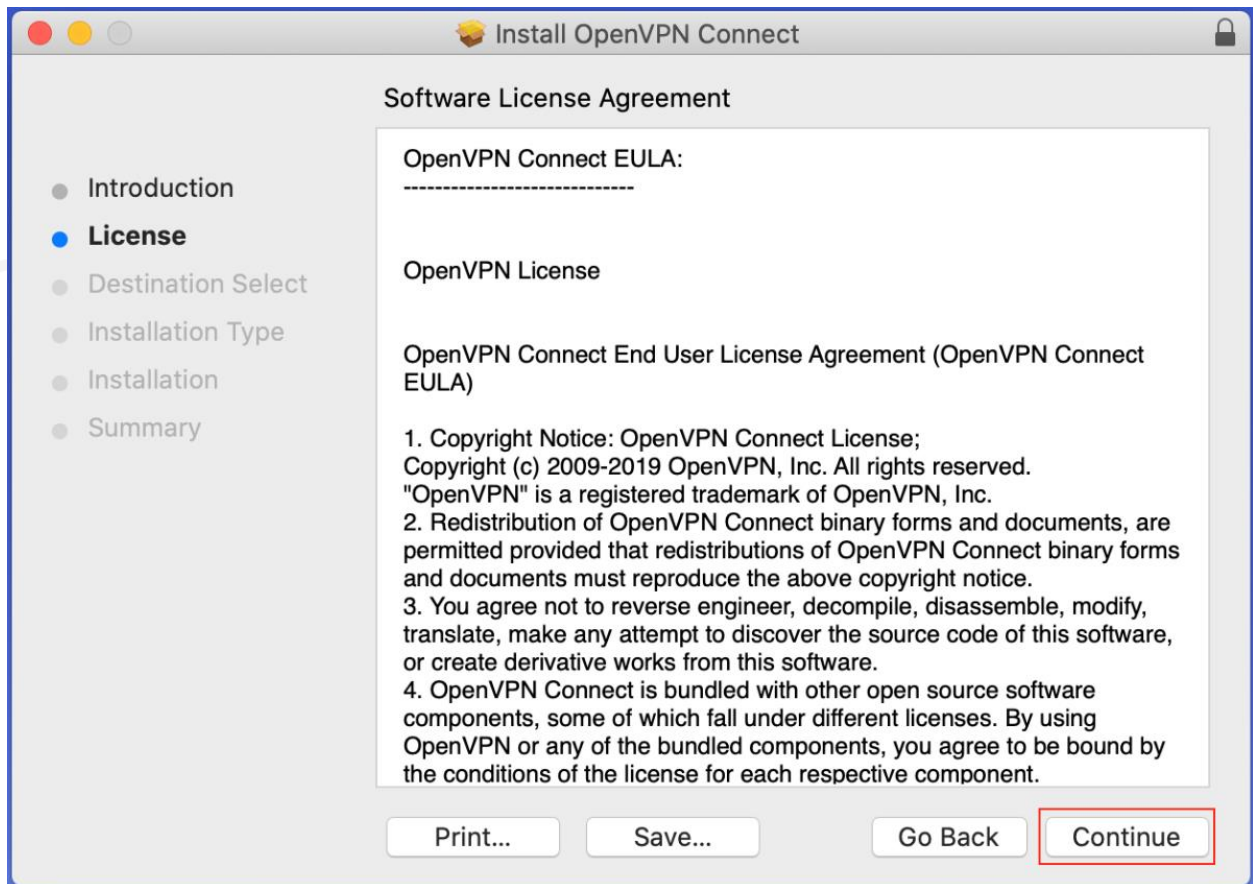 Install OpenVPN Connect
Software License Agreement
Introduction
License
Destination Select
Installation Type
Installation
Summary
OpenVPN Connect EULA:
-----------------------------
OpenVPN License
OpenVPN Connect End User License Agreement (OpenVPN Connect
EULA)
1. Copyright Notice: OpenVPN Connect License;
Copyright (c) 2009-2019 OpenVPN, Inc. All rights reserved.
"OpenVPN" is a registered trademark of OpenVPN, Inc.
2. Redistribution of OpenVPN Connect binary forms and documents, are
permitted provided that redistributions of OpenVPN Connect binary forms
and documents must reproduce the above copyright notice.
3. You agree not to reverse engineer, decompile, disassemble, modify,
translate, make any attempt to discover the source code of this software,
or create derivative works from this software.
4. OpenVPN Connect is bundled with other open source software
components, some of which fall under different licenses. By using
OpenVPN or any of the bundled components, you agree to be bound by
the conditions of the license for each respective component.
Print...
Save...
Go Back
Continue